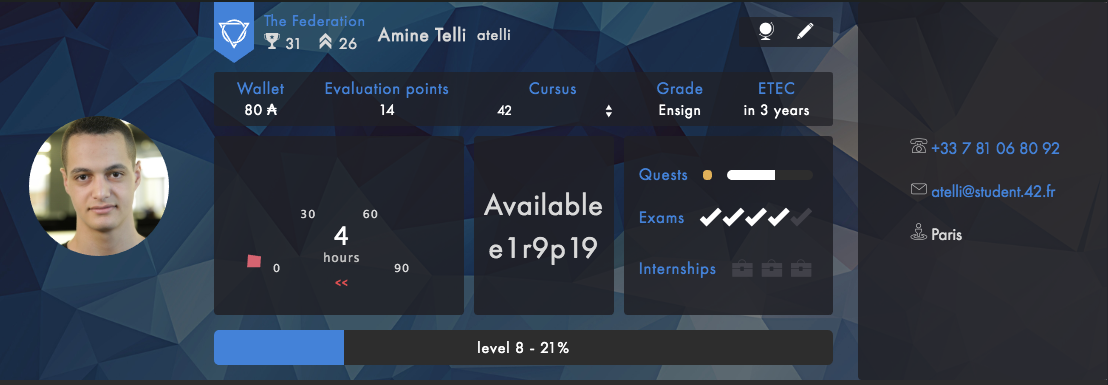 The Federation
31 26
Amine Telli atelli
Wallet
80 ₳
Evaluation points
14
Cursus
42
Grade
Ensign
ETEC
in 3 years
30 60
4
hours
0 90
<<
Available
e1r9p19
Quests
Exams
Internships
level 8 - 21%
+33 7 81 06 80 92
atelli@student.42.fr
Paris